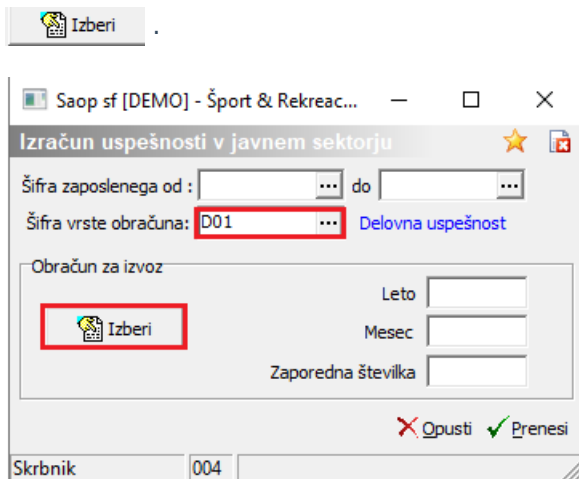 Izberi .
Saop sf [DEMO] - Šport & Rekreac...
Izračun uspešnosti v javnem sektorju
Šifra zaposlenega od : ... do ...
Šifra vrste obračuna: D01 ... Delovna uspešnost
Obračun za izvoz
Leto
Izberi
Mesec
Zaporedna številka
Opusti Prenesi
Skrbnik 004